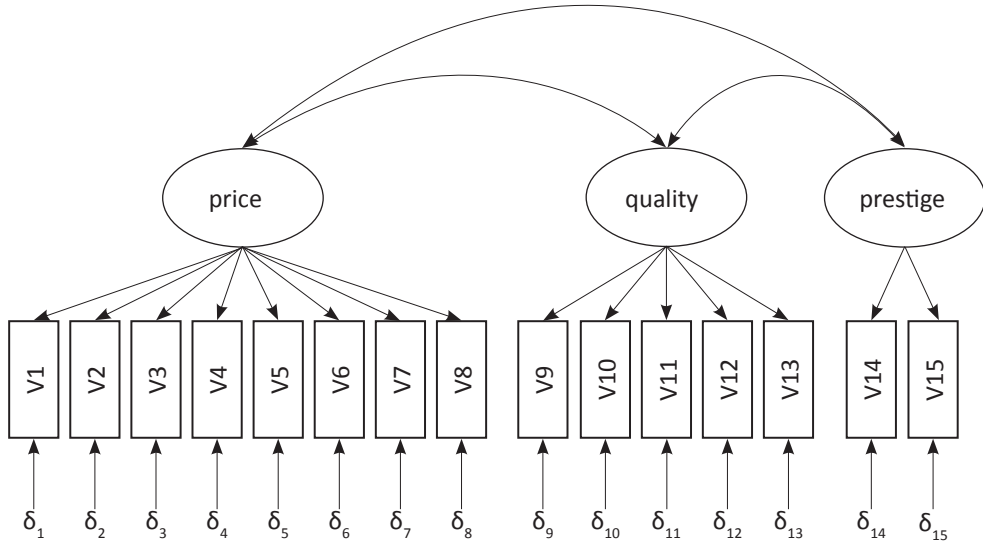 price quality prestige
V1 V2 V3 V4 V5 V6 V7 V8 V9 V10 V11 V12 V13 V14 V15
δ1 δ2 δ3 δ4 δ5 δ6 δ7 δ8 δ9 δ10 δ11 δ12 δ13 δ14 δ15